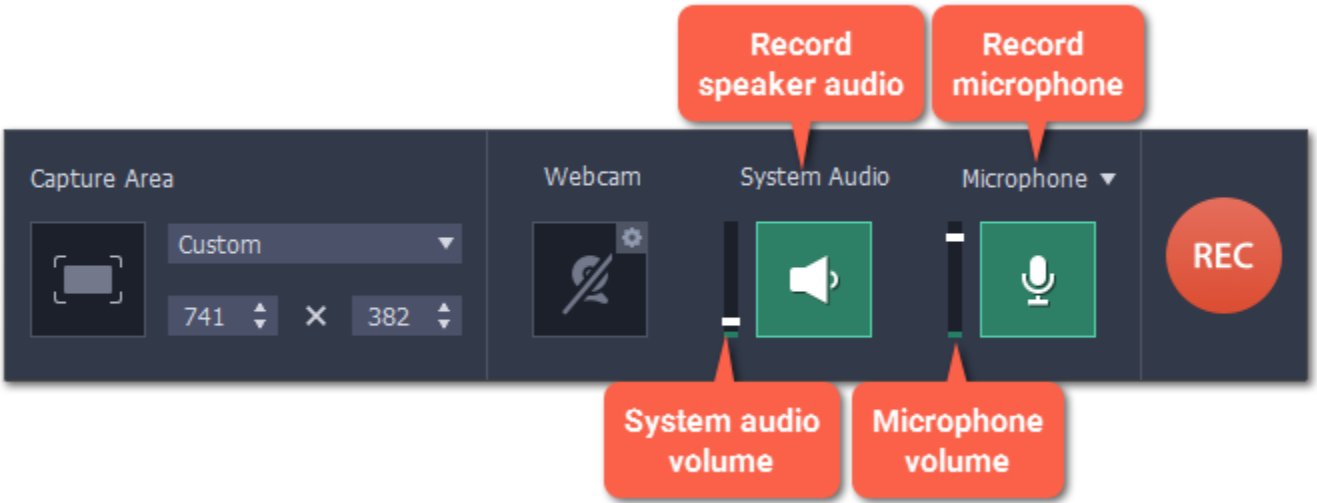 Record
speaker audio
Record
microphone
Capture Area
Webcam
System Audio
Microphone
Custom
741 × 382
REC
System audio
volume
Microphone
volume